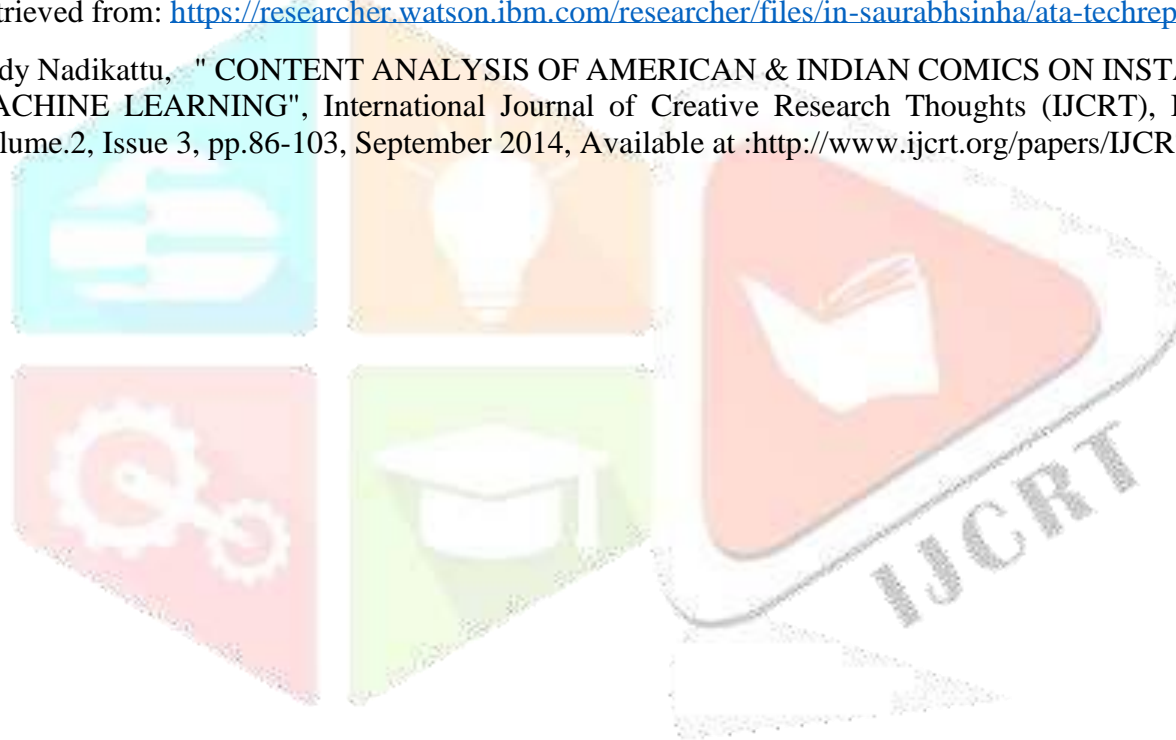 trieved from: https://researcher.watson.ibm.com/researcher/files/in-saurabhsinha/ata-techrep
dy Nadikattu, " CONTENT ANALYSIS OF AMERICAN & INDIAN COMICS ON INSTA
ACHINE LEARNING", International Journal of Creative Research Thoughts (IJCRT), I
lume.2, Issue 3, pp.86-103, September 2014, Available at :http://www.ijcrt.org/papers/IJCR
IJCRT